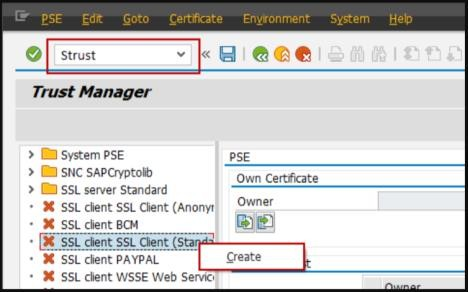 PSE Edit Goto Certificate Environment System Help
Strust
Trust Manager
System PSE
SNC SAPCryptolib
SSL server Standard
SSL client SSL Client (Anonyr
SSL client BCM
SSL client SSL Client (Standa
SSL client PAYPAL
SSL client WSSE Web Servic
PSE
Own Certificate
Owner
Create
Owner